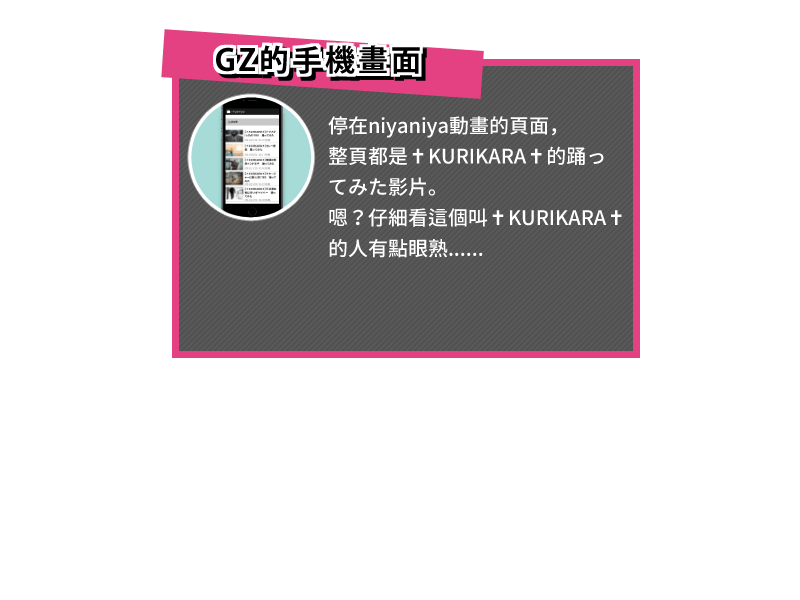 GZ的手機畫面
停在niyaniya動畫的頁面，
整頁都是✝KURIKARA✝的踊っ
てみた影片。
嗯？仔細看這個叫✝KURIKARA✝
的人有點眼熟......